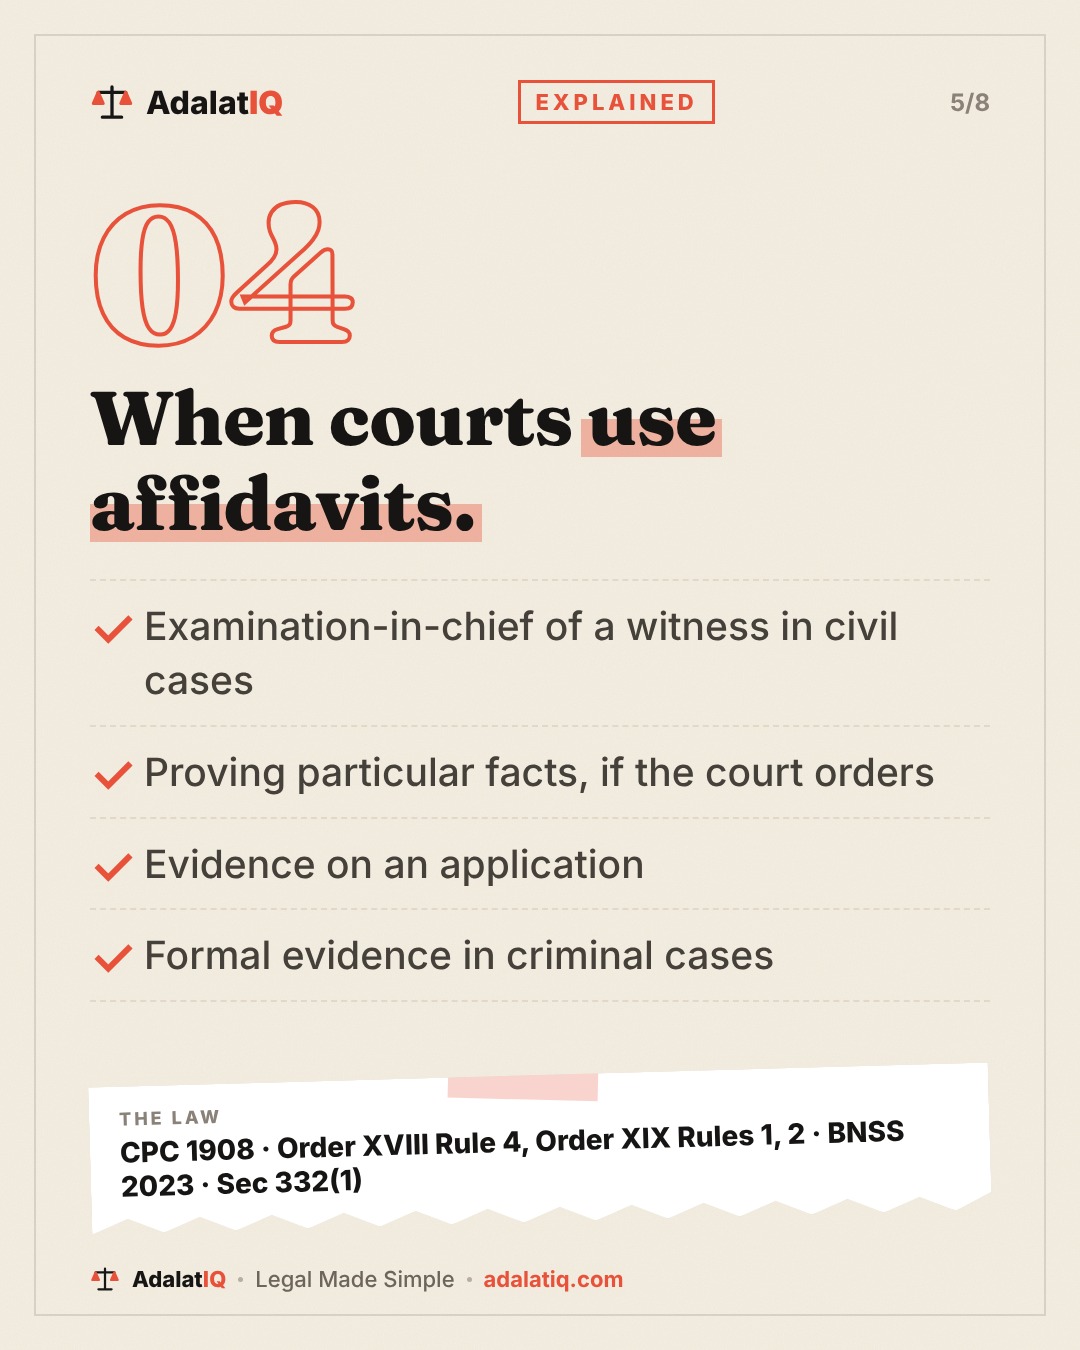 AdalatIQ
EXPLAINED
5/8
04
When courts use
affidavits.
Examination-in-chief of a witness in civil
cases
Proving particular facts, if the court orders
Evidence on an application
Formal evidence in criminal cases
THE LAW
CPC 1908 · Order XVIII Rule 4, Order XIX Rules 1, 2 · BNSS
2023 · Sec 332(1)
AdalatIQ • Legal Made Simple • adalatiq.com